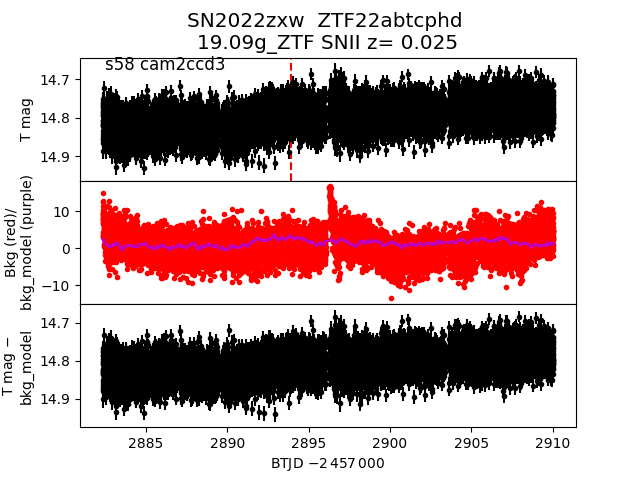 SN2022zxw  ZTF22abtcphd
19.09g_ZTF SNII z= 0.025
s58 cam2ccd3
14.7
14.8
14.9
T mag
10
0
−10
Bkg (red)/
bkg_model (purple)
14.7
14.8
14.9
T mag −
bkg_model
2885 2890 2895 2900 2905 2910
BTJD −2 457 000